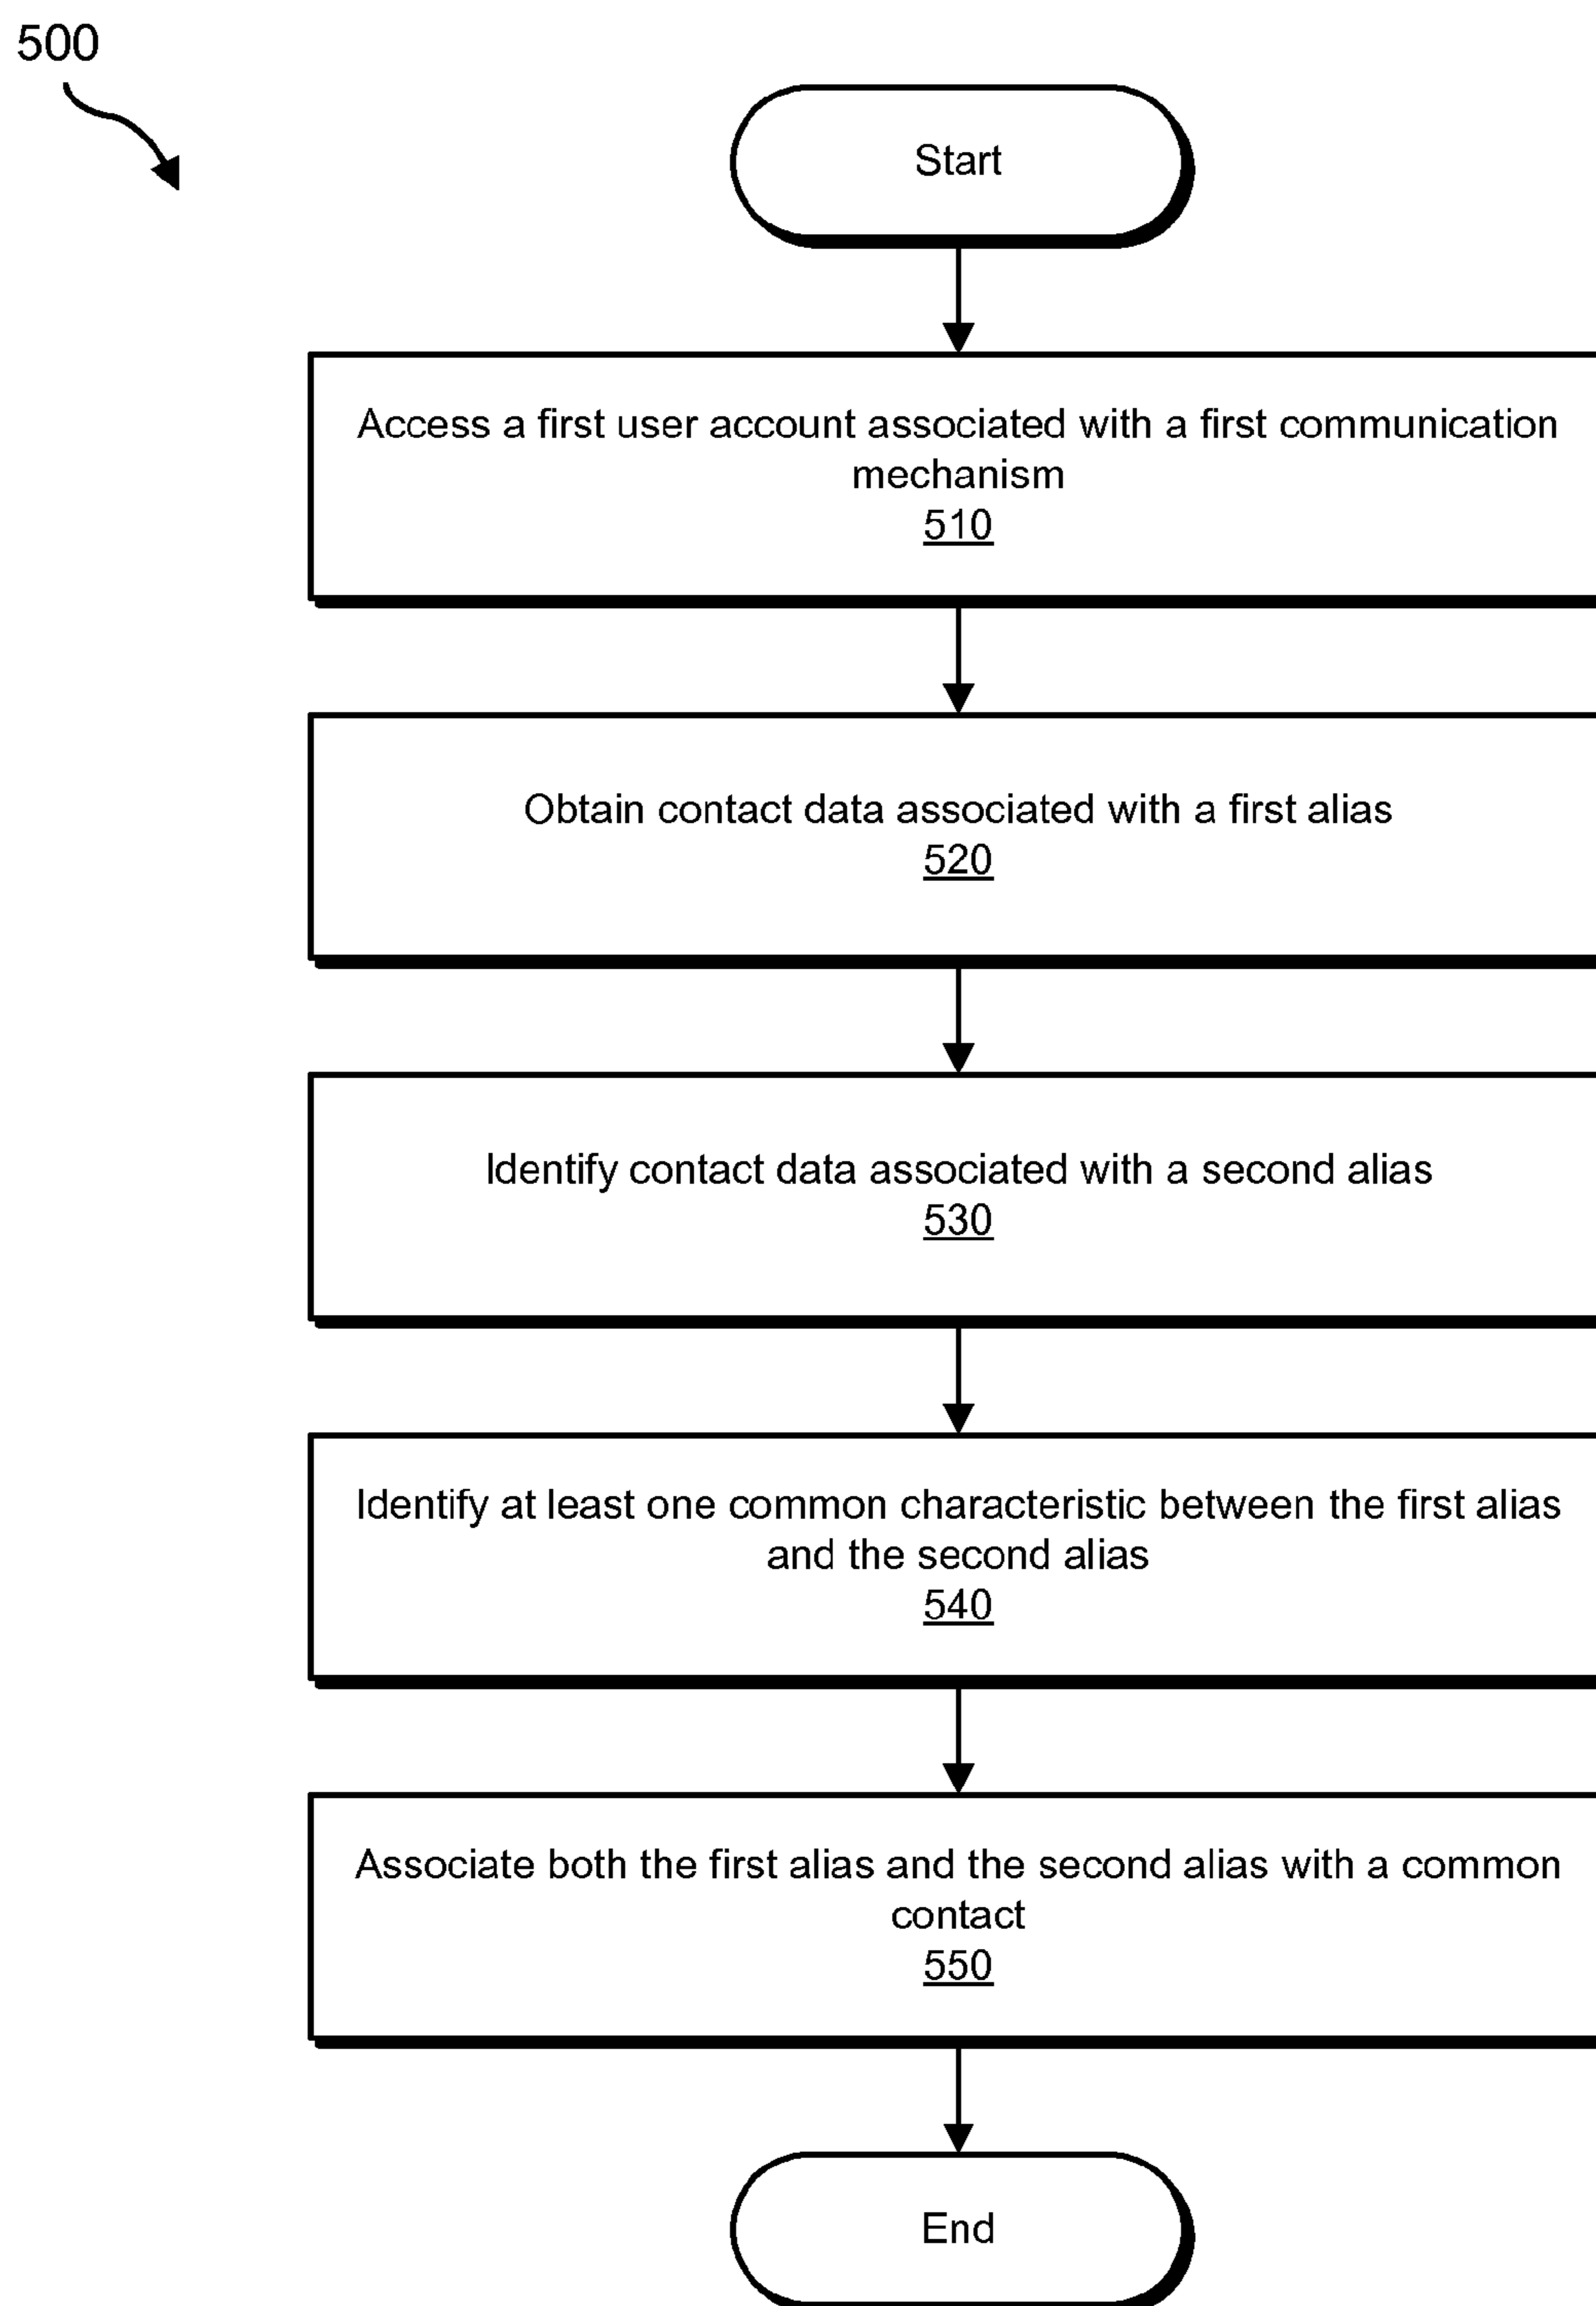 500
Start
Access a first user account associated with a first communication
mechanism
510
Obtain contact data associated with a first alias
520
Identify contact data associated with a second alias
530
Identify at least one common characteristic between the first alias
and the second alias
540
Associate both the first alias and the second alias with a common
contact
550
End